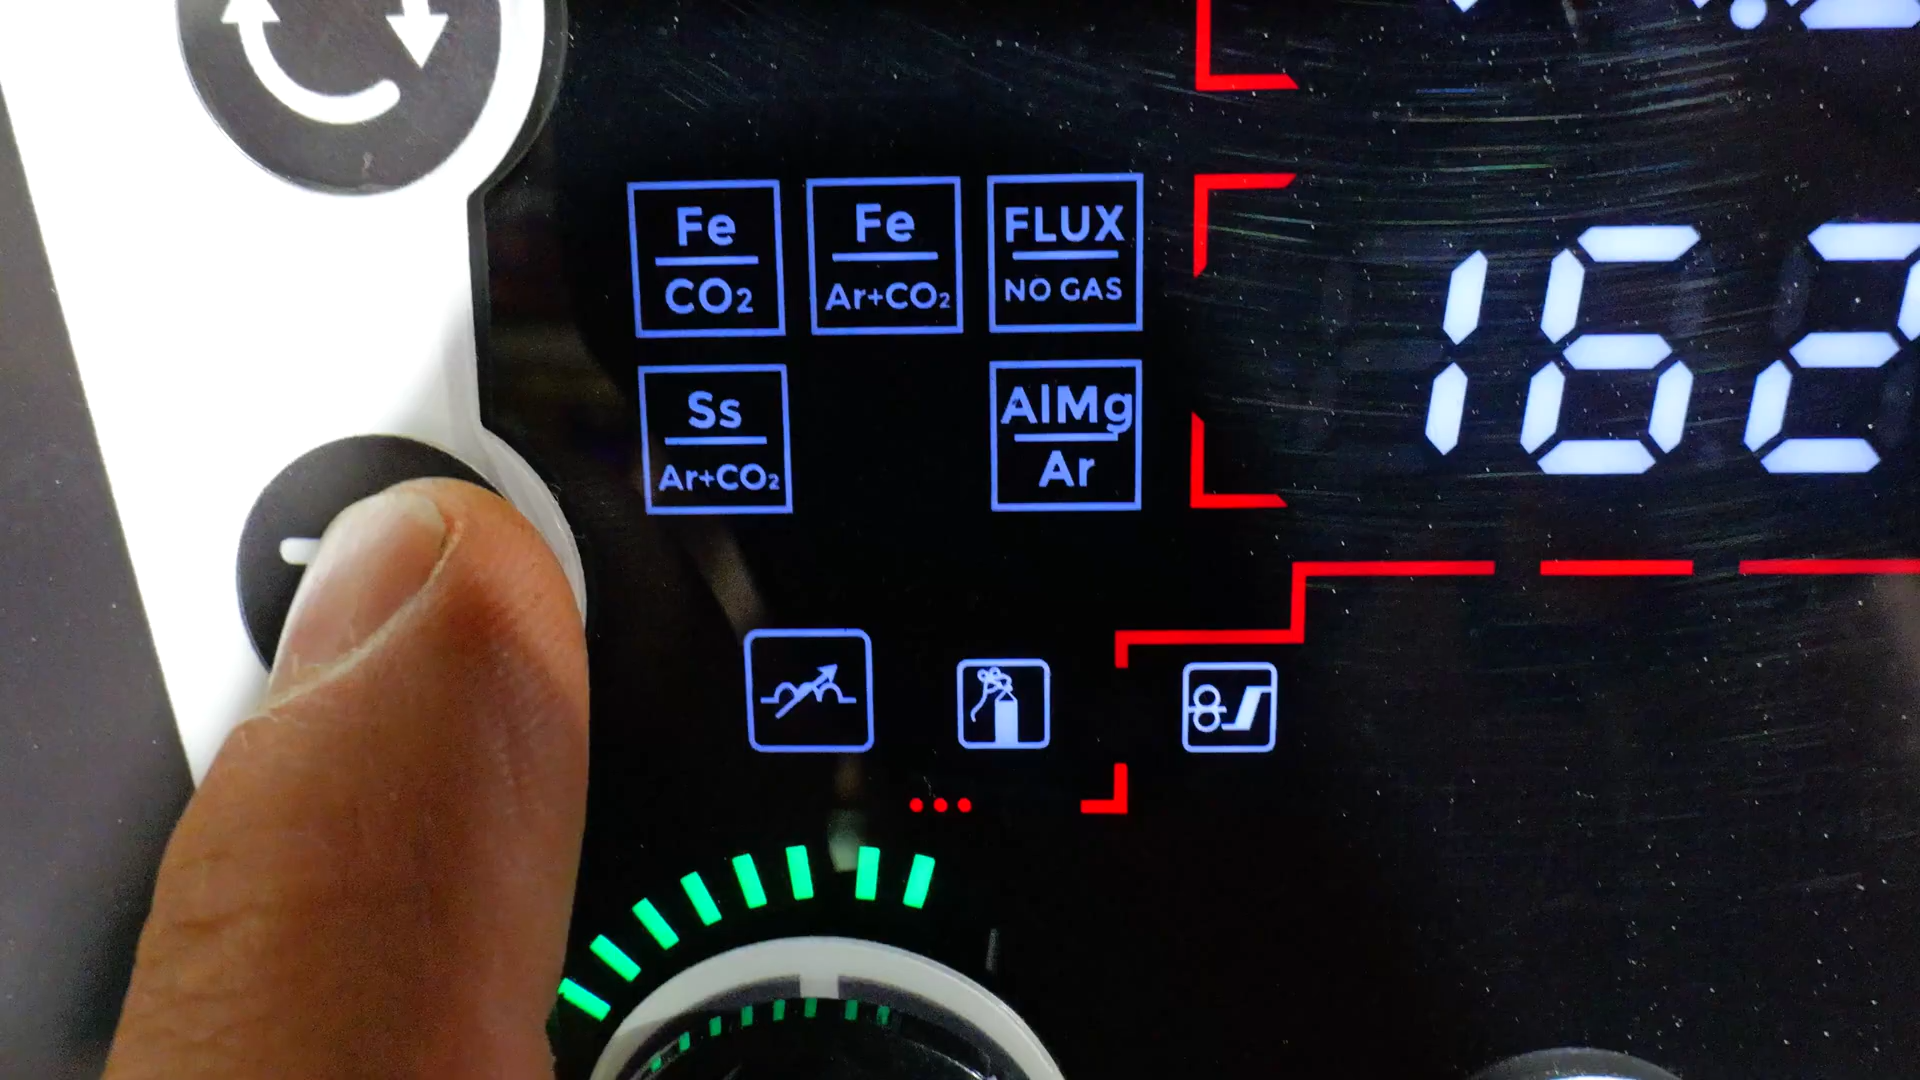 Fe
CO₂
Fe
Ar+CO₂
FLUX
NO GAS
162
Ss
Ar+CO₂
AlMg
Ar